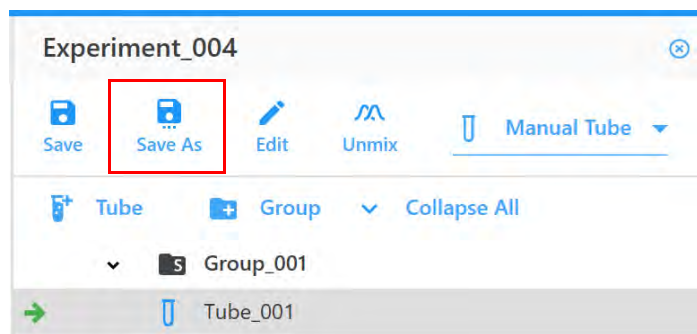 Experiment_004
Save Save As Edit Unmix Manual Tube
Tube Group Collapse All
S Group_001
Tube_001